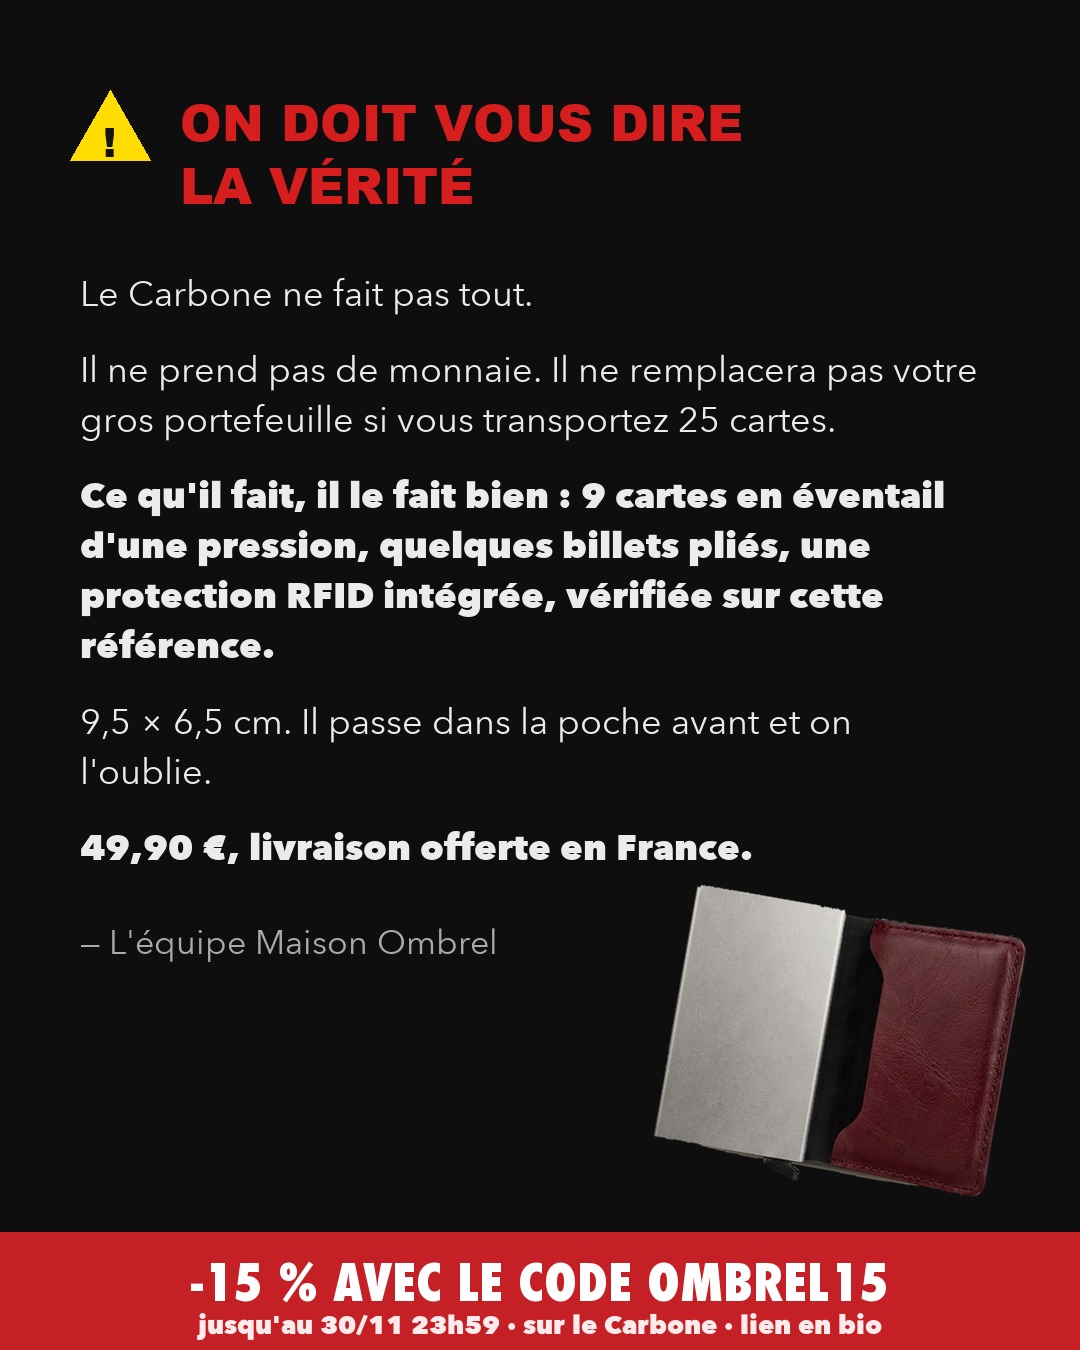 !
ON DOIT VOUS DIRE
LA VÉRITÉ
Le Carbone ne fait pas tout.
Il ne prend pas de monnaie. Il ne remplacera pas votre
gros portefeuille si vous transportez 25 cartes.
Ce qu'il fait, il le fait bien : 9 cartes en éventail
d'une pression, quelques billets pliés, une
protection RFID intégrée, vérifiée sur cette
référence.
9,5 × 6,5 cm. Il passe dans la poche avant et on
l'oublie.
49,90 €, livraison offerte en France.
– L'équipe Maison Ombrel
-15 % AVEC LE CODE OMBREL15
jusqu'au 30/11 23h59 • sur le Carbone • lien en bio